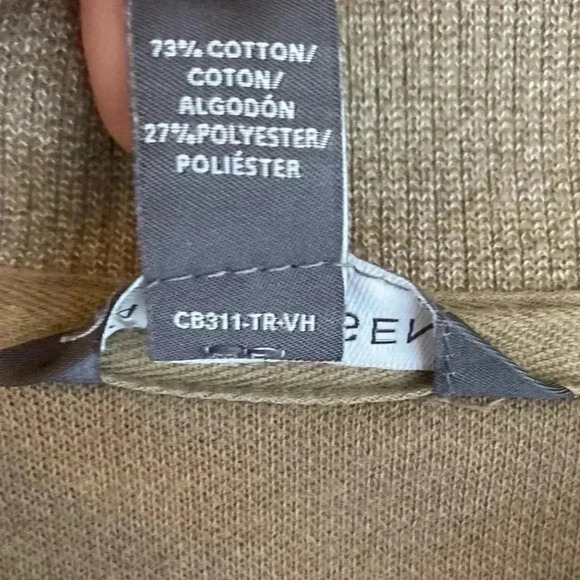 73% COTTON/
COTON/
ALGODÓN
27%POLYESTER/
POLIÉSTER
CB311-TR-VH